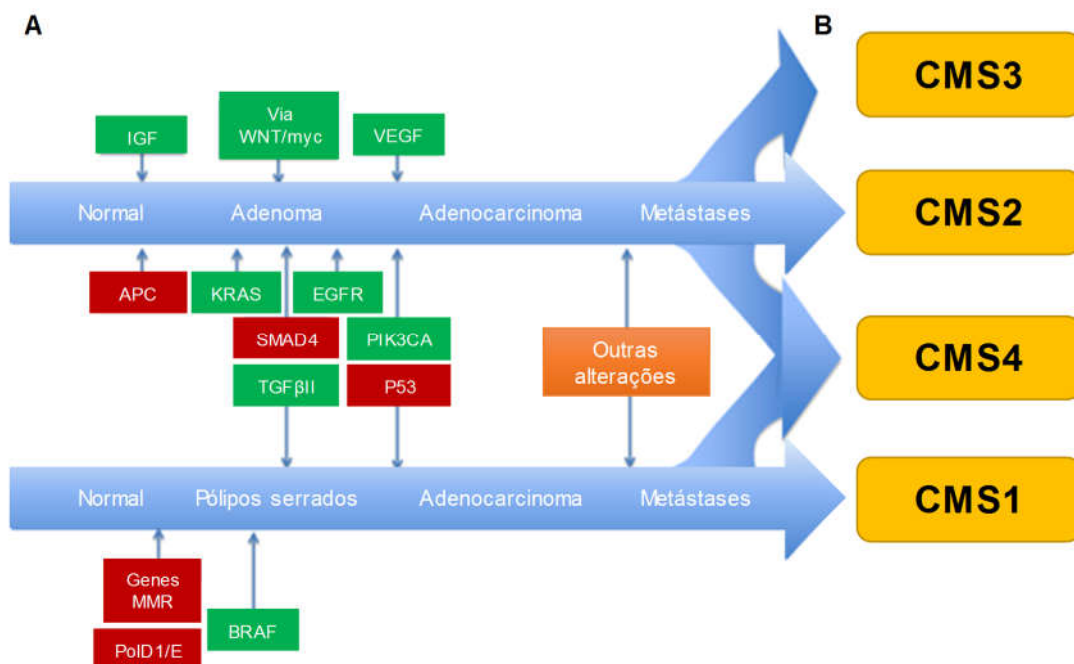 A
B
CMS3
IGF
Via
WNT/myc
VEGF
Normal
Adenoma
Adenocarcinoma
Metástases
CMS2
APC
KRAS
EGFR
SMAD4
PIK3CA
TGFβII
P53
Outras
alterações
CMS4
Normal
Pólipos serrados
Adenocarcinoma
Metástases
CMS1
Genes
MMR
BRAF
PolD1/E